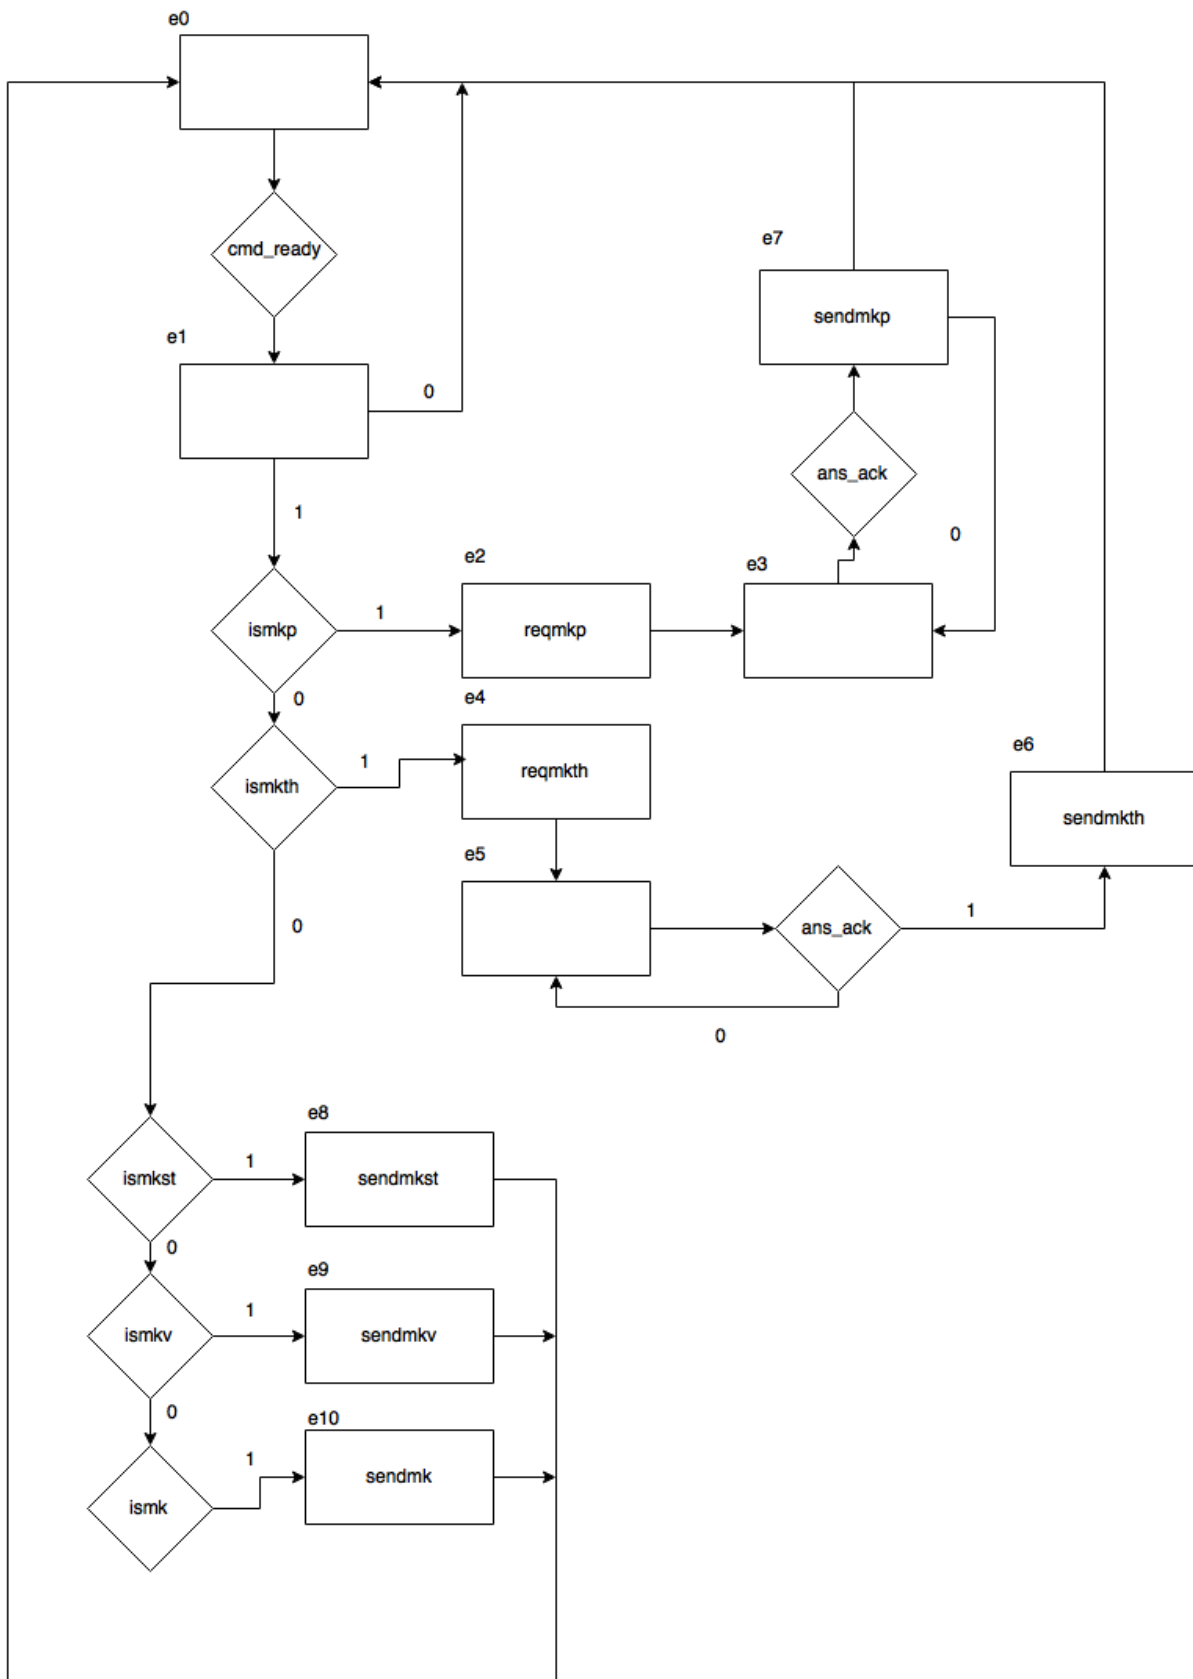 e0
cmd_ready
e7
sendmkp
e1
0
ans_ack
1
0
e2
e3
ismkp
1
reqmkp
0
e4
ismkth
1
reqmkth
e6
sendmkth
e5
0
ans_ack
1
0
e8
ismkst
1
sendmkst
0
e9
ismkv
1
sendmkv
0
e10
ismk
1
sendmk